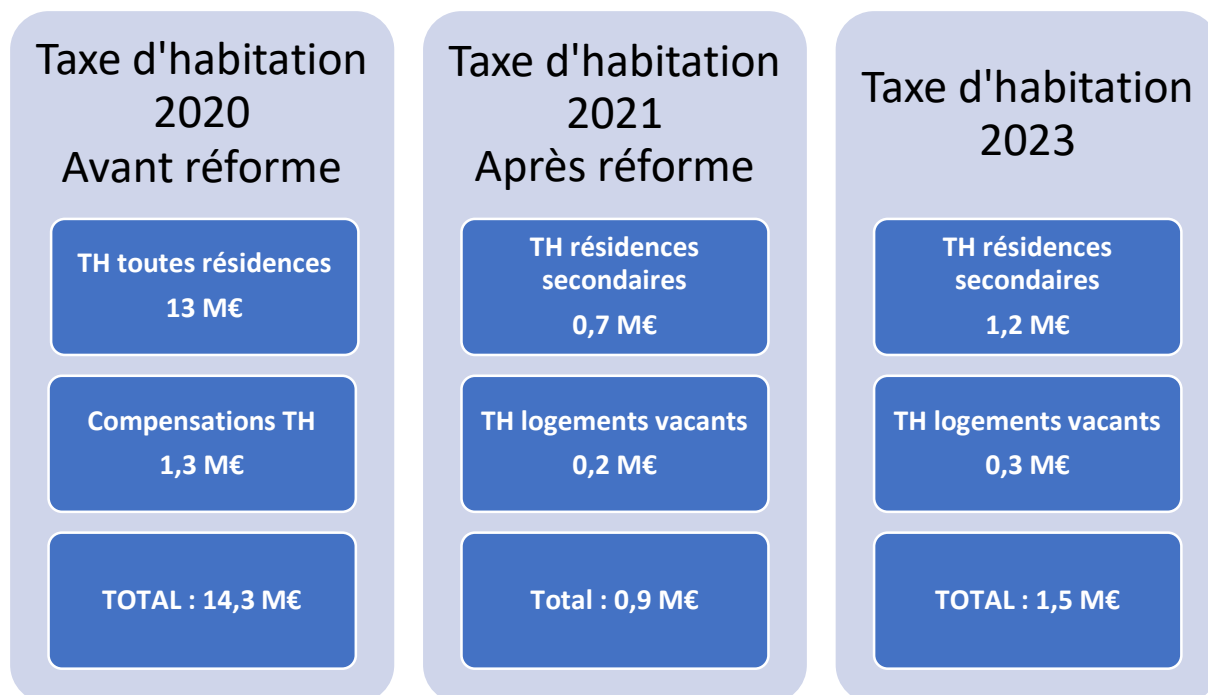 Taxe d'habitation
2020
Avant réforme
TH toutes résidences
13 M€
Compensations TH
1,3 M€
TOTAL : 14,3 M€
Taxe d'habitation
2021
Après réforme
TH résidences
secondaires
0,7 M€
TH logements vacants
0,2 M€
Total : 0,9 M€
Taxe d'habitation
2023
TH résidences
secondaires
1,2 M€
TH logements vacants
0,3 M€
TOTAL : 1,5 M€